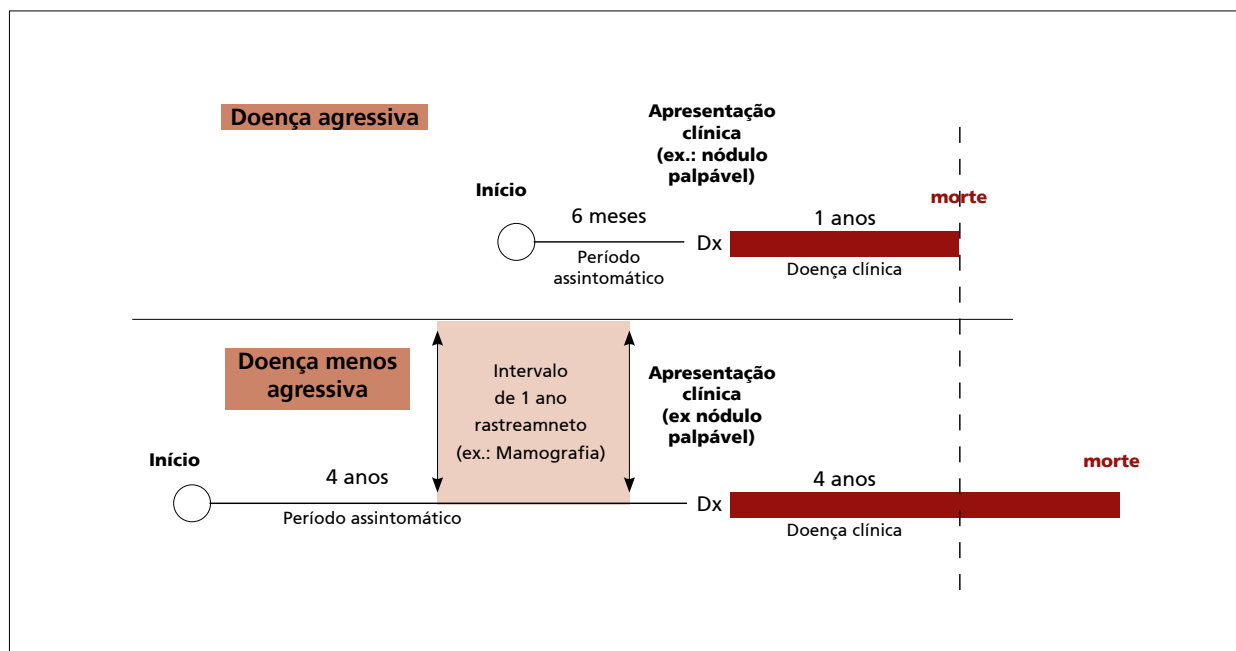 Doença agressiva
Apresentação
clínica
(ex.: nódulo
palpável)
Início
morte
6 meses
Dx
1 anos
Período
assintomático
Doença clínica
Doença menos
agressiva
Intervalo
de 1 ano
rastreamneto
(ex.: Mamografia)
Apresentação
clínica
(ex nódulo
palpável)
Início
morte
4 anos
Dx
4 anos
Período assintomático
Doença clínica